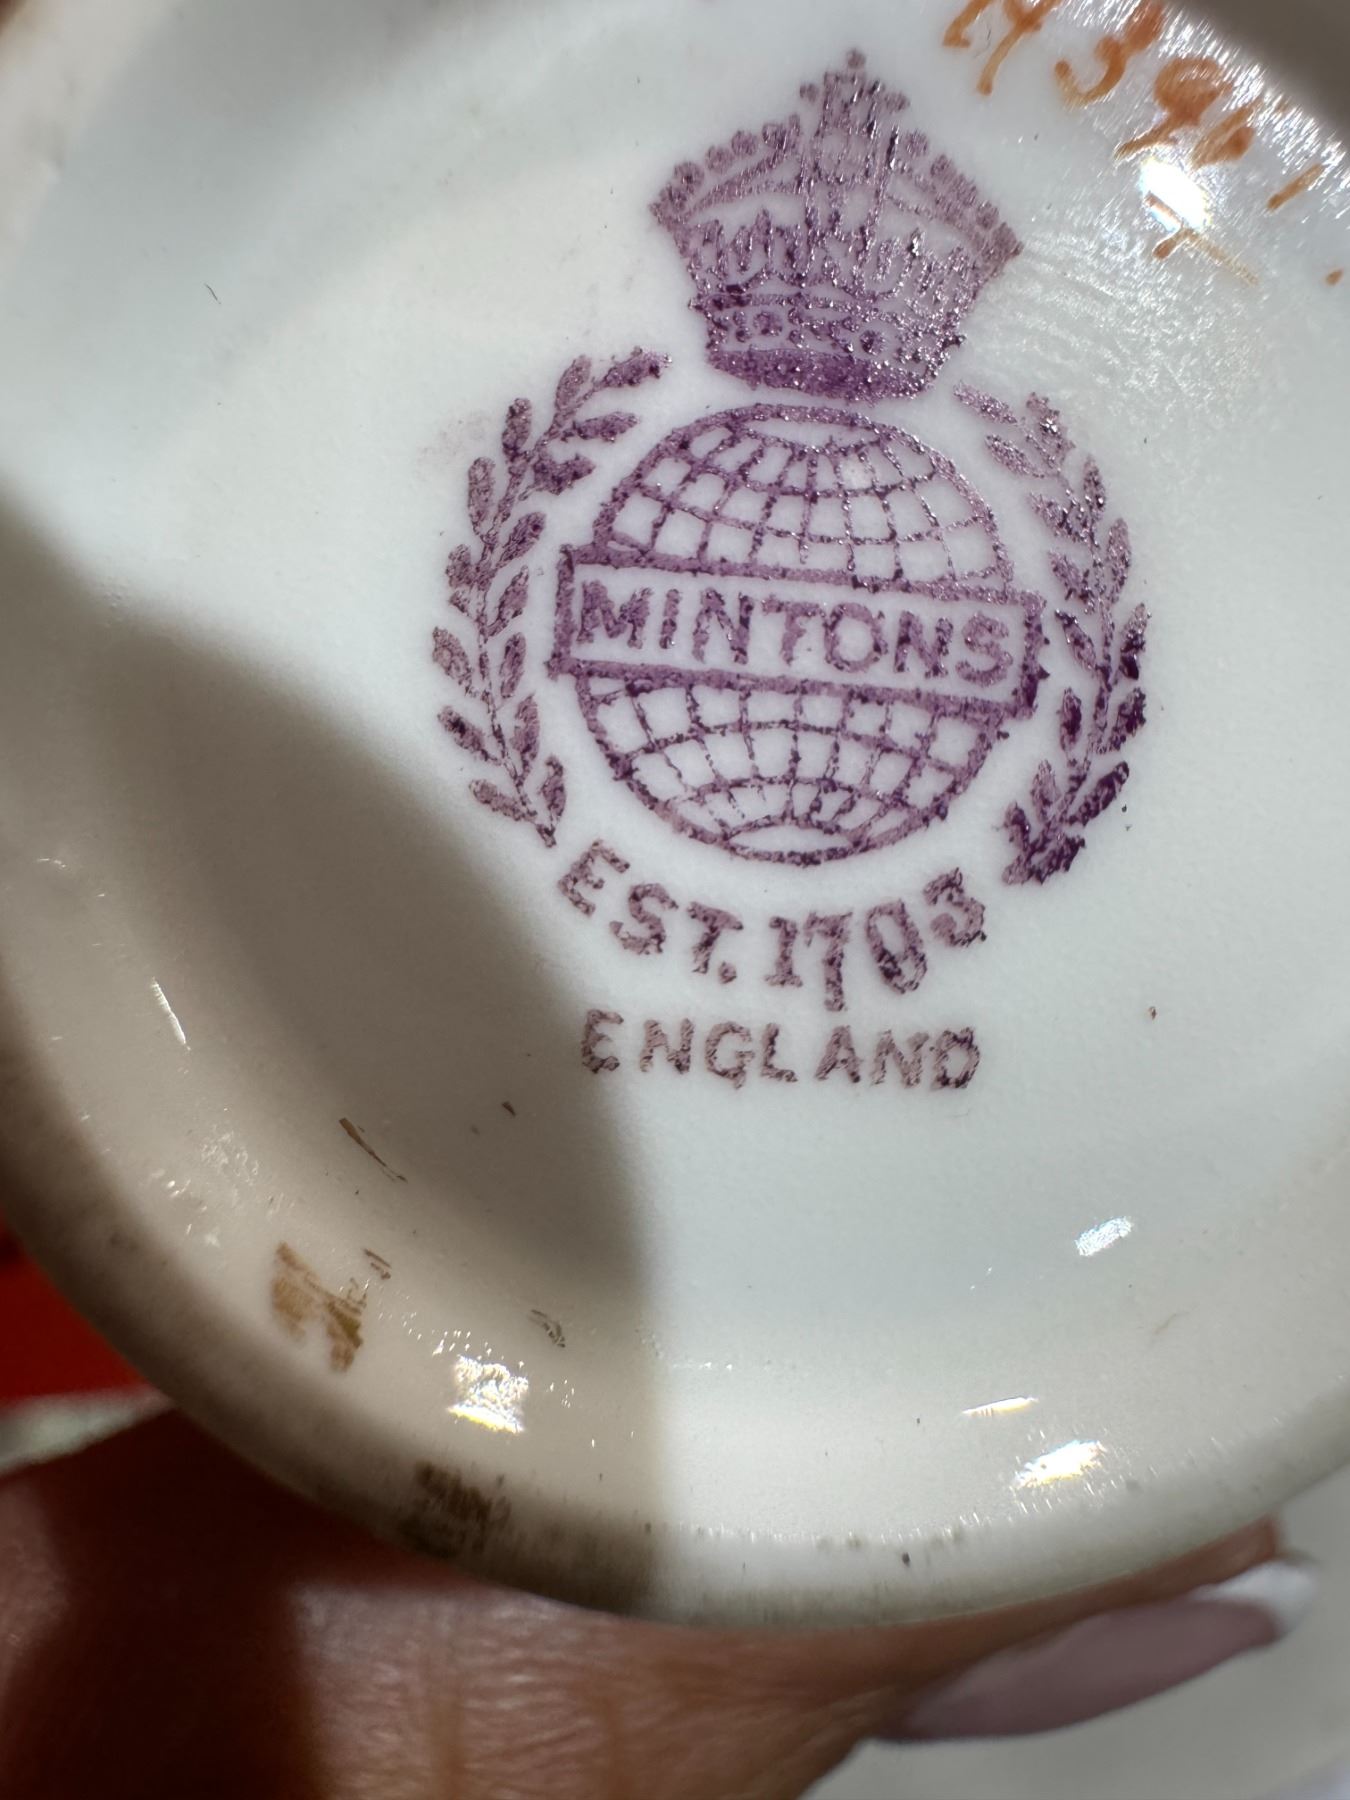 MINTONS
EST. 1793
ENGLAND